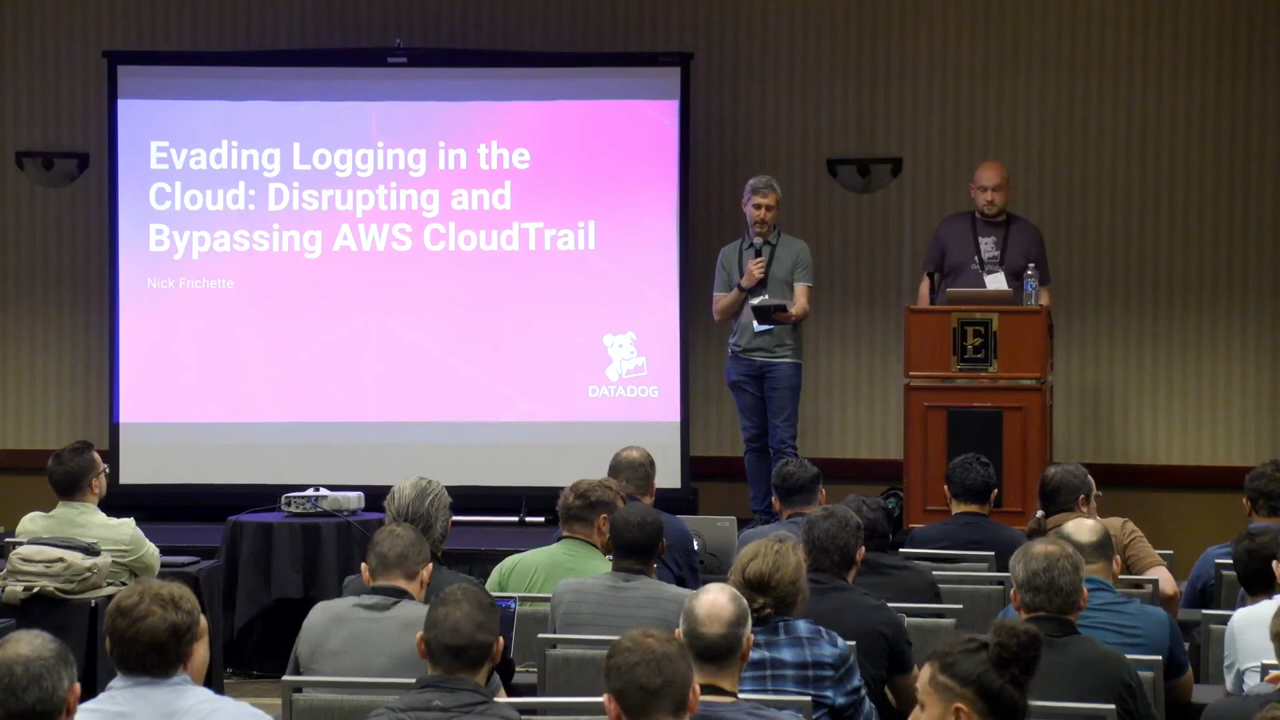 Evading Logging in the
Cloud: Disrupting and
Bypassing AWS CloudTrail
Nick Frichette
DATADOG
E